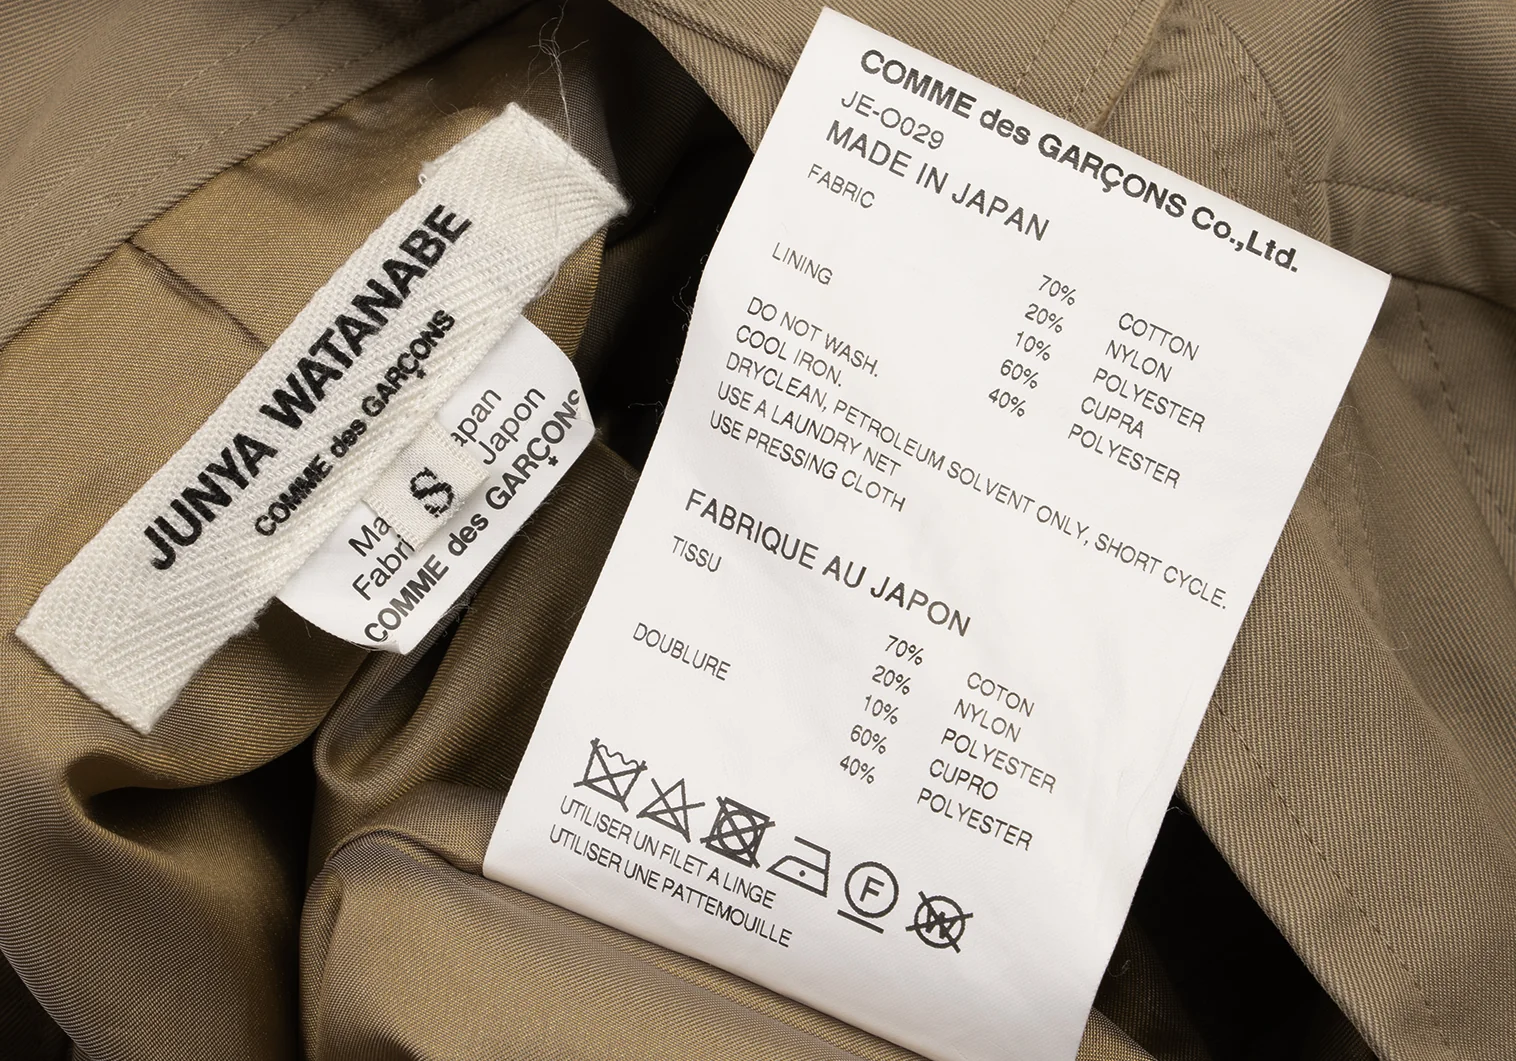 JUNYA WATANABE
COMME des GARÇONS
S
Japon
COMME des GARÇONS
COMME des GARÇONS Co.,Ltd.
JE-O029
MADE IN JAPAN
FABRIC
70% COTTON
20% NYLON
10% POLYESTER
LINING
60% CUPRA
40% POLYESTER
DO NOT WASH.
COOL IRON.
DRYCLEAN, PETROLEUM SOLVENT ONLY, SHORT CYCLE.
USE A LAUNDRY NET
USE PRESSING CLOTH
FABRIQUE AU JAPON
TISSU
70% COTON
20% NYLON
10% POLYESTER
DOUBLURE
60% CUPRO
40% POLYESTER
F
W
UTILISER UN FILET A LINGE
UTILISER UNE PATTEMOUILLE